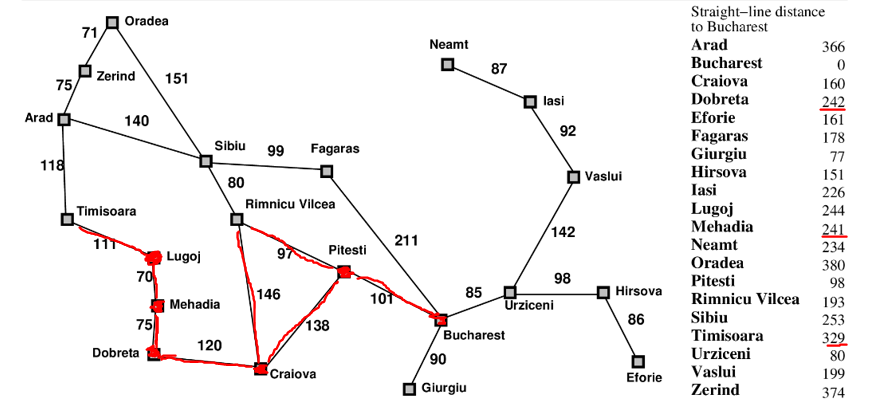 Straight–line distance
to Bucharest
Arad 366
Bucharest 0
Craiova 160
Dobreta 242
Eforie 161
Fagaras 178
Giurgiu 77
Hirsova 151
Iasi 226
Lugoj 244
Mehadia 241
Neamt 234
Oradea 380
Pitesti 98
Rimnicu Vilcea 193
Sibiu 253
Timisoara 329
Urziceni 80
Vaslui 199
Zerind 374
Oradea
71
Neamt
Zerind
87
75
151
Iasi
Arad
140
92
Sibiu
99
Fagaras
118
80
Vaslui
Rimnicu Vilcea
Timisoara
111
Lugoj
97
Pitesti
211
142
70
146
101
85
98
Hirsova
Mehadia
Urziceni
75
138
86
120
Bucharest
Dobreta
90
Craiova
Eforie
Giurgiu